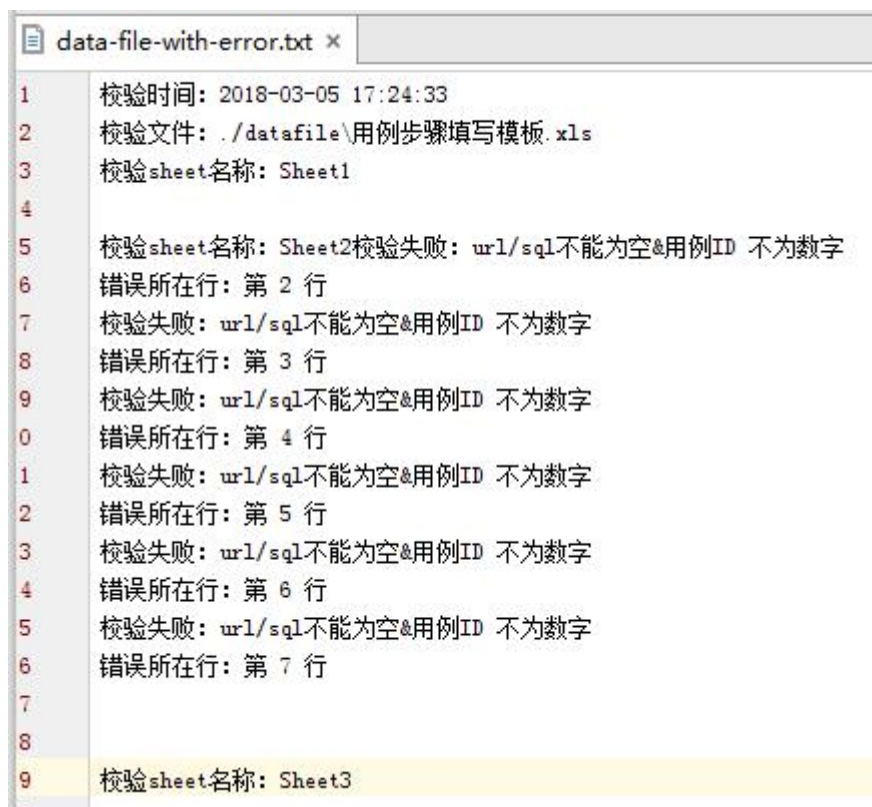 data-file-with-error.txt ×
1 校验时间：2018-03-05 17:24:33
2 校验文件：./datafile\用例步骤填写模板.xls
3 校验sheet名称：Sheet1
4
5 校验sheet名称：Sheet2校验失败：url/sql不能为空&用例ID 不为数字
6 错误所在行：第 2 行
7 校验失败：url/sql不能为空&用例ID 不为数字
8 错误所在行：第 3 行
9 校验失败：url/sql不能为空&用例ID 不为数字
0 错误所在行：第 4 行
1 校验失败：url/sql不能为空&用例ID 不为数字
2 错误所在行：第 5 行
3 校验失败：url/sql不能为空&用例ID 不为数字
4 错误所在行：第 6 行
5 校验失败：url/sql不能为空&用例ID 不为数字
6 错误所在行：第 7 行
7
8
9 校验sheet名称：Sheet3